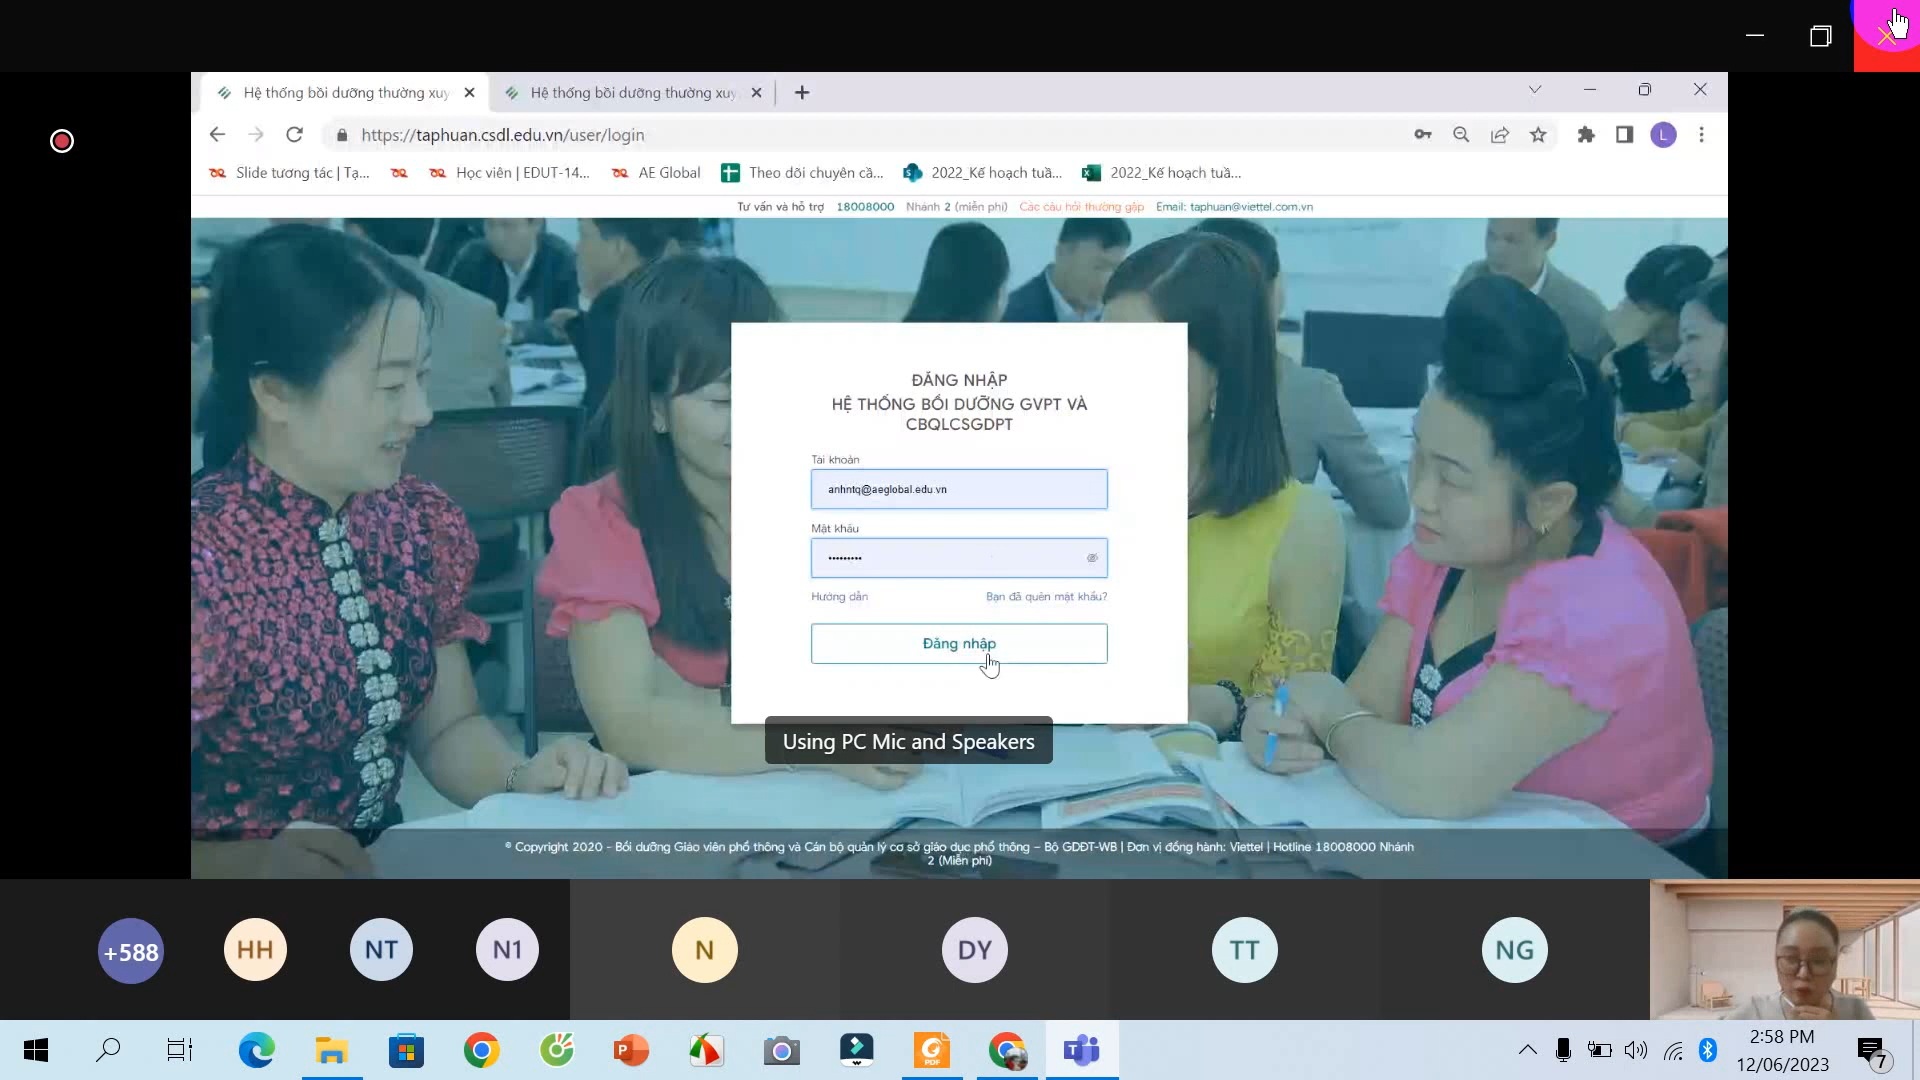 Hệ thống bồi dưỡng thường xuy
Hệ thống bồi dưỡng thường xuy
https://taphuan.csdl.edu.vn/user/login
L
Slide tương tác | Tạ...
Học viên | EDUT-14...
AE Global
Theo dõi chuyên cầ...
2022_Kế hoạch tuầ...
2022_Kế hoạch tuầ...
Tư vấn và hỗ trợ 18008000 Nhánh 2 (miễn phí) Các câu hỏi thường gặp Email: taphuan@viettel.com.vn
ĐĂNG NHẬP
HỆ THỐNG BỒI DƯỠNG GVPT VÀ
CBQLCSGDPT
Tài khoản
anhntq@aeglobal.edu.vn
Mật khẩu
•••••••••
Hướng dẫn
Bạn đã quên mật khẩu?
Đăng nhập
Using PC Mic and Speakers
© Copyright 2020 - Bồi dưỡng Giáo viên phổ thông và Cán bộ quản lý cơ sở giáo dục phổ thông – Bộ GDĐT-WB | Đơn vị đồng hành: Viettel | Hotline 18008000 Nhánh
2 (Miễn phí)
+588
HH
NT
N1
N
DY
TT
NG
2:58 PM
12/06/2023
7